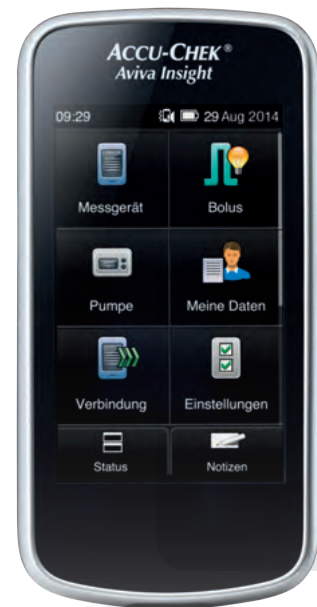 ACCU-CHEK®
Aviva Insight
09:29 29 Aug 2014
Messgerät Bolus
Pumpe Meine Daten
Verbindung Einstellungen
Status Notizen